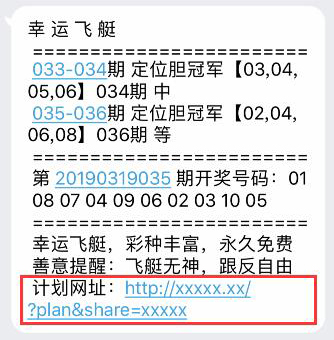 幸运飞艇
=========================
033-034期 定位胆冠军【03,04,
05,06】034期 中
035-036期 定位胆冠军【02,04,
06,08】036期 等
=========================
第 20190319035 期开奖号码：01
08 07 04 09 06 02 03 10 05
=========================
幸运飞艇，彩种丰富，永久免费
善意提醒：飞艇无神，跟反自由
计划网址：http://xxxxx.xx/
?plan&share=xxxxx